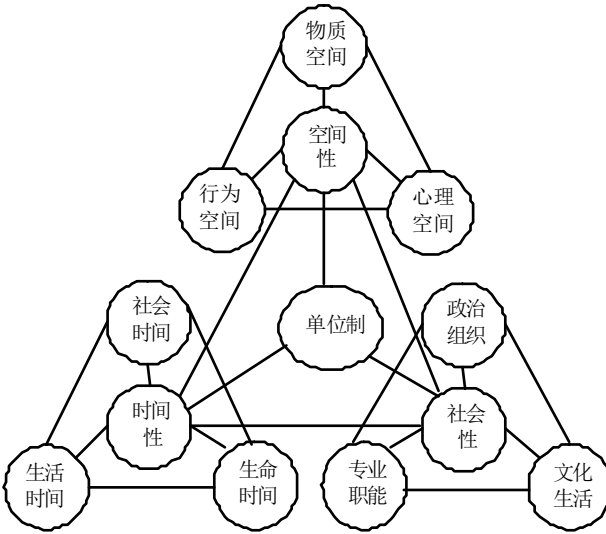 物质
空间
空间
性
行为
空间
心理
空间
单位制
社会
时间
政治
组织
时间
性
社会
性
生活
时间
生命
时间
专业
职能
文化
生活